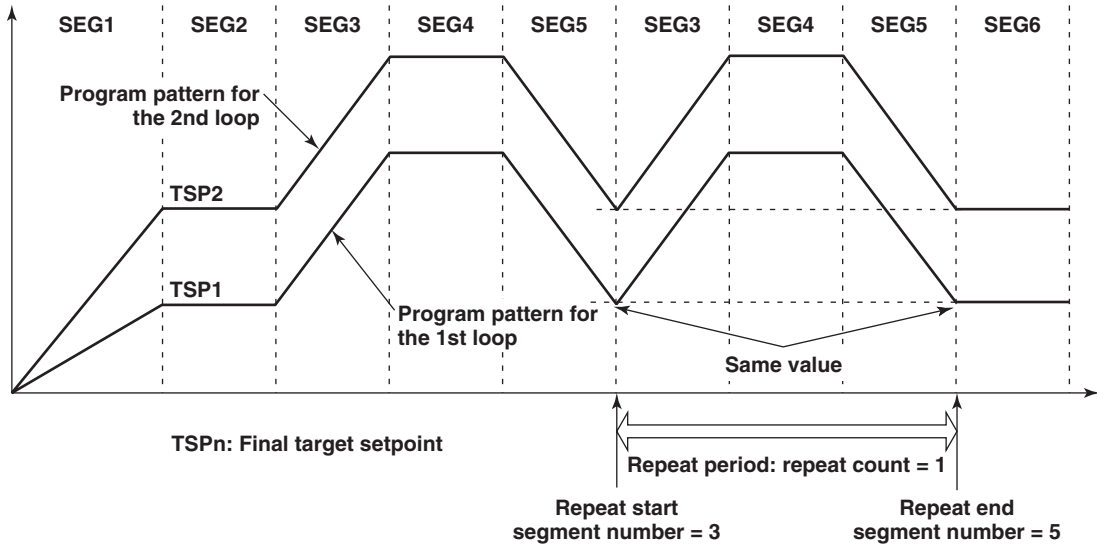 SEG1 SEG2 SEG3 SEG4 SEG5 SEG3 SEG4 SEG5 SEG6
Program pattern for
the 2nd loop
TSP2
TSP1
Program pattern for
the 1st loop
Same value
TSPn: Final target setpoint
Repeat period: repeat count = 1
Repeat start
segment number = 3
Repeat end
segment number = 5